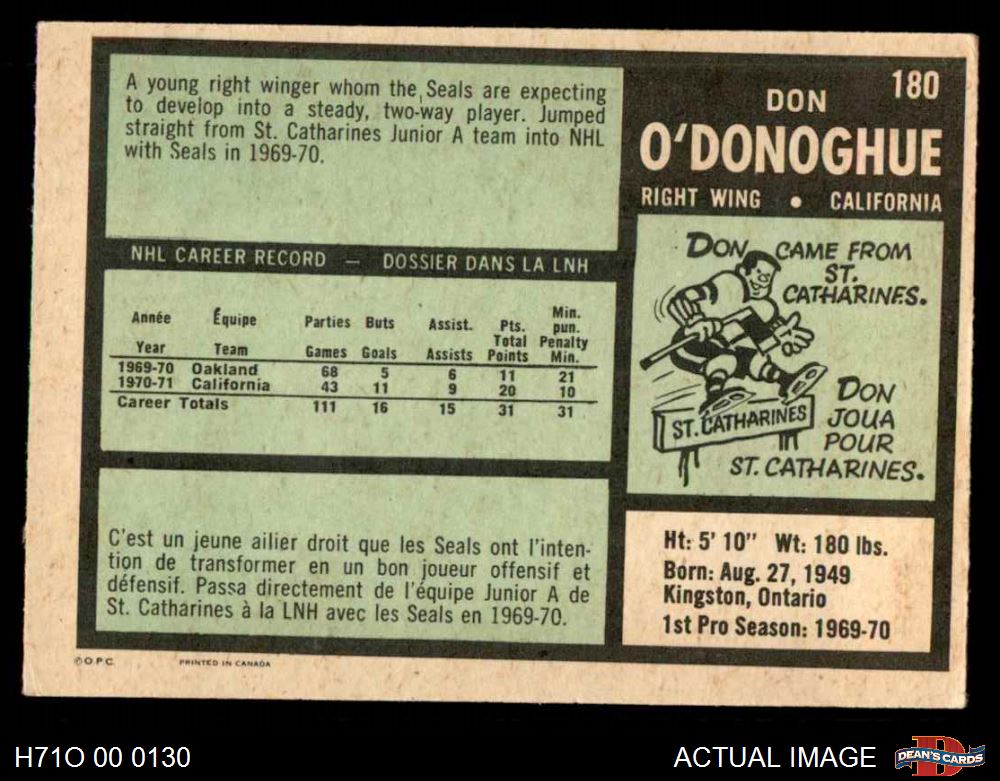 A young right winger whom the Seals are expecting
to develop into a steady, two-way player. Jumped
straight from St. Catharines Junior A team into NHL
with Seals in 1969-70.
180
DON
O'DONOGHUE
RIGHT WING • CALIFORNIA
NHL CAREER RECORD — DOSSIER DANS LA LNH
Année Équipe Parties Buts Assist. Pts. Total Min. pun.
Year Team Games Goals Assists Points Penalty Min.
1969-70 Oakland 68 5 6 11 21
1970-71 California 43 11 9 20 10
Career Totals 111 16 15 31 31
DON CAME FROM
ST.
CATHARINES.
ST. CATHARINES
DON
JOUA
POUR
ST. CATHARINES.
C'est un jeune ailier droit que les Seals ont l'inten-
tion de transformer en un bon joueur offensif et
défensif. Passa directement de l'équipe Junior A de
St. Catharines à la LNH avec les Seals en 1969-70.
Ht: 5' 10" Wt: 180 lbs.
Born: Aug. 27, 1949
Kingston, Ontario
1st Pro Season: 1969-70
©O.P.C. PRINTED IN CANADA
H71O 00 0130
ACTUAL IMAGE
DEAN'S CARDS